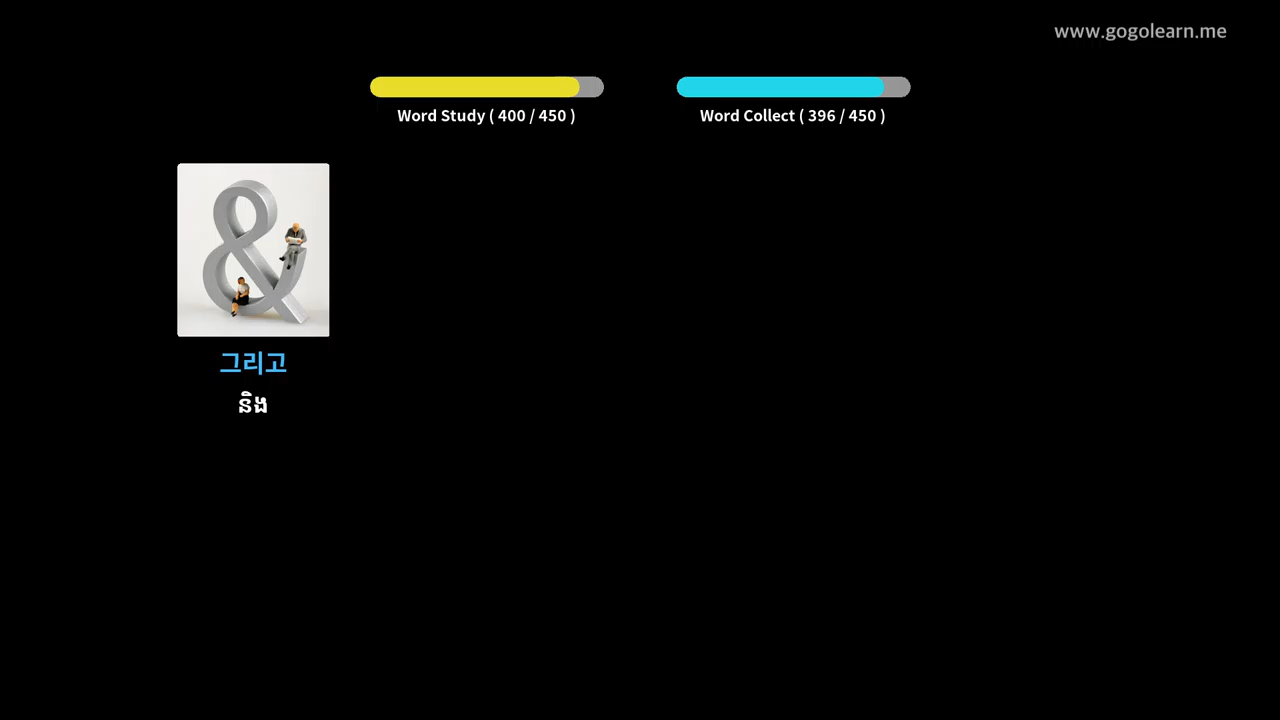 www.gogolearn.me
Word Study ( 400 / 450 )
Word Collect ( 396 / 450 )
&
그리고
និង